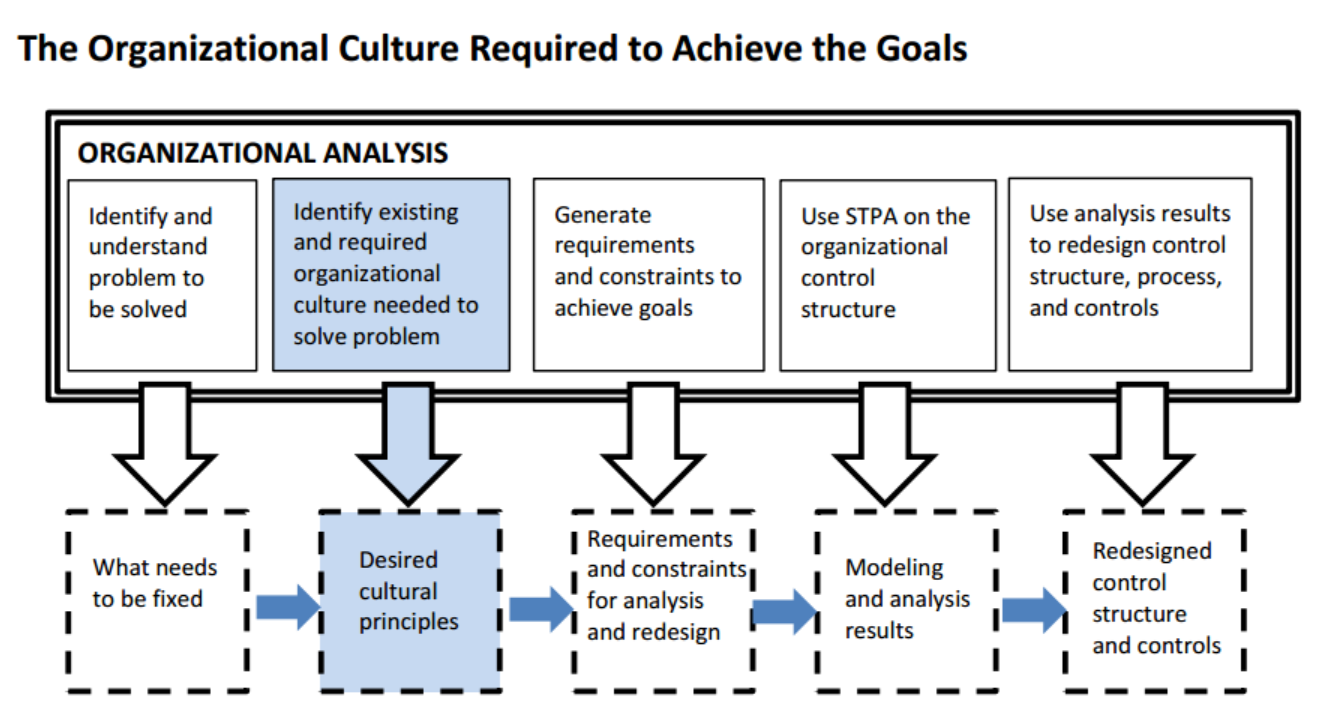 The Organizational Culture Required to Achieve the Goals
ORGANIZATIONAL ANALYSIS
Identify and
understand
problem to
be solved
Identify existing
and required
organizational
culture needed to
solve problem
Generate
requirements
and constraints to
achieve goals
Use STPA on the
organizational
control
structure
Use analysis results
to redesign control
structure, process,
and controls
What needs
to be fixed
Desired
cultural
principles
Requirements
and constraints
for analysis
and redesign
Modeling
and analysis
results
Redesigned
control
structure
and controls